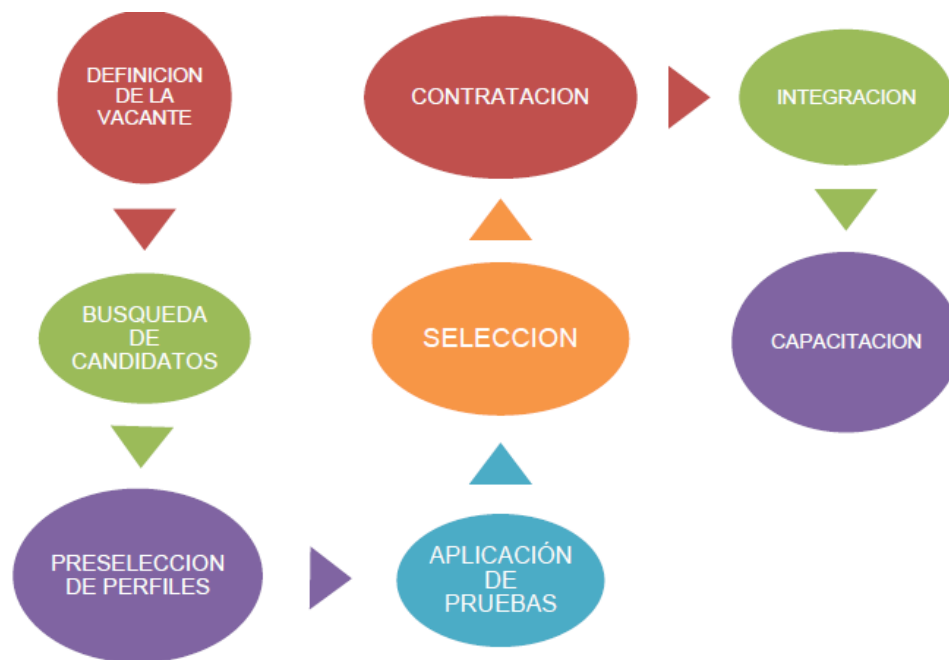 DEFINICION
DE LA
VACANTE
BUSQUEDA
DE
CANDIDATOS
PRESELECCION
DE PERFILES
APLICACIÓN
DE
PRUEBAS
SELECCION
CONTRATACION
INTEGRACION
CAPACITACION